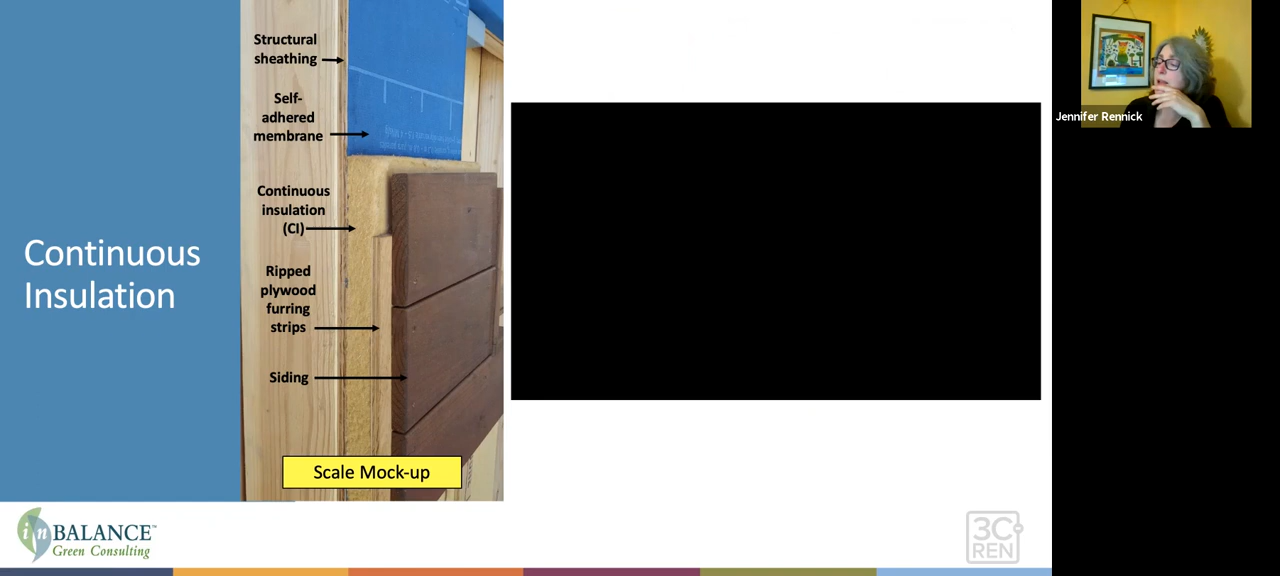 Structural
sheathing
Self-
adhered
membrane
Continuous
insulation
(CI)
Ripped
plywood
furring
strips
Siding
Scale Mock-up
Continuous
Insulation
Jennifer Rennick
inBALANCE™
Green Consulting
3C
REN